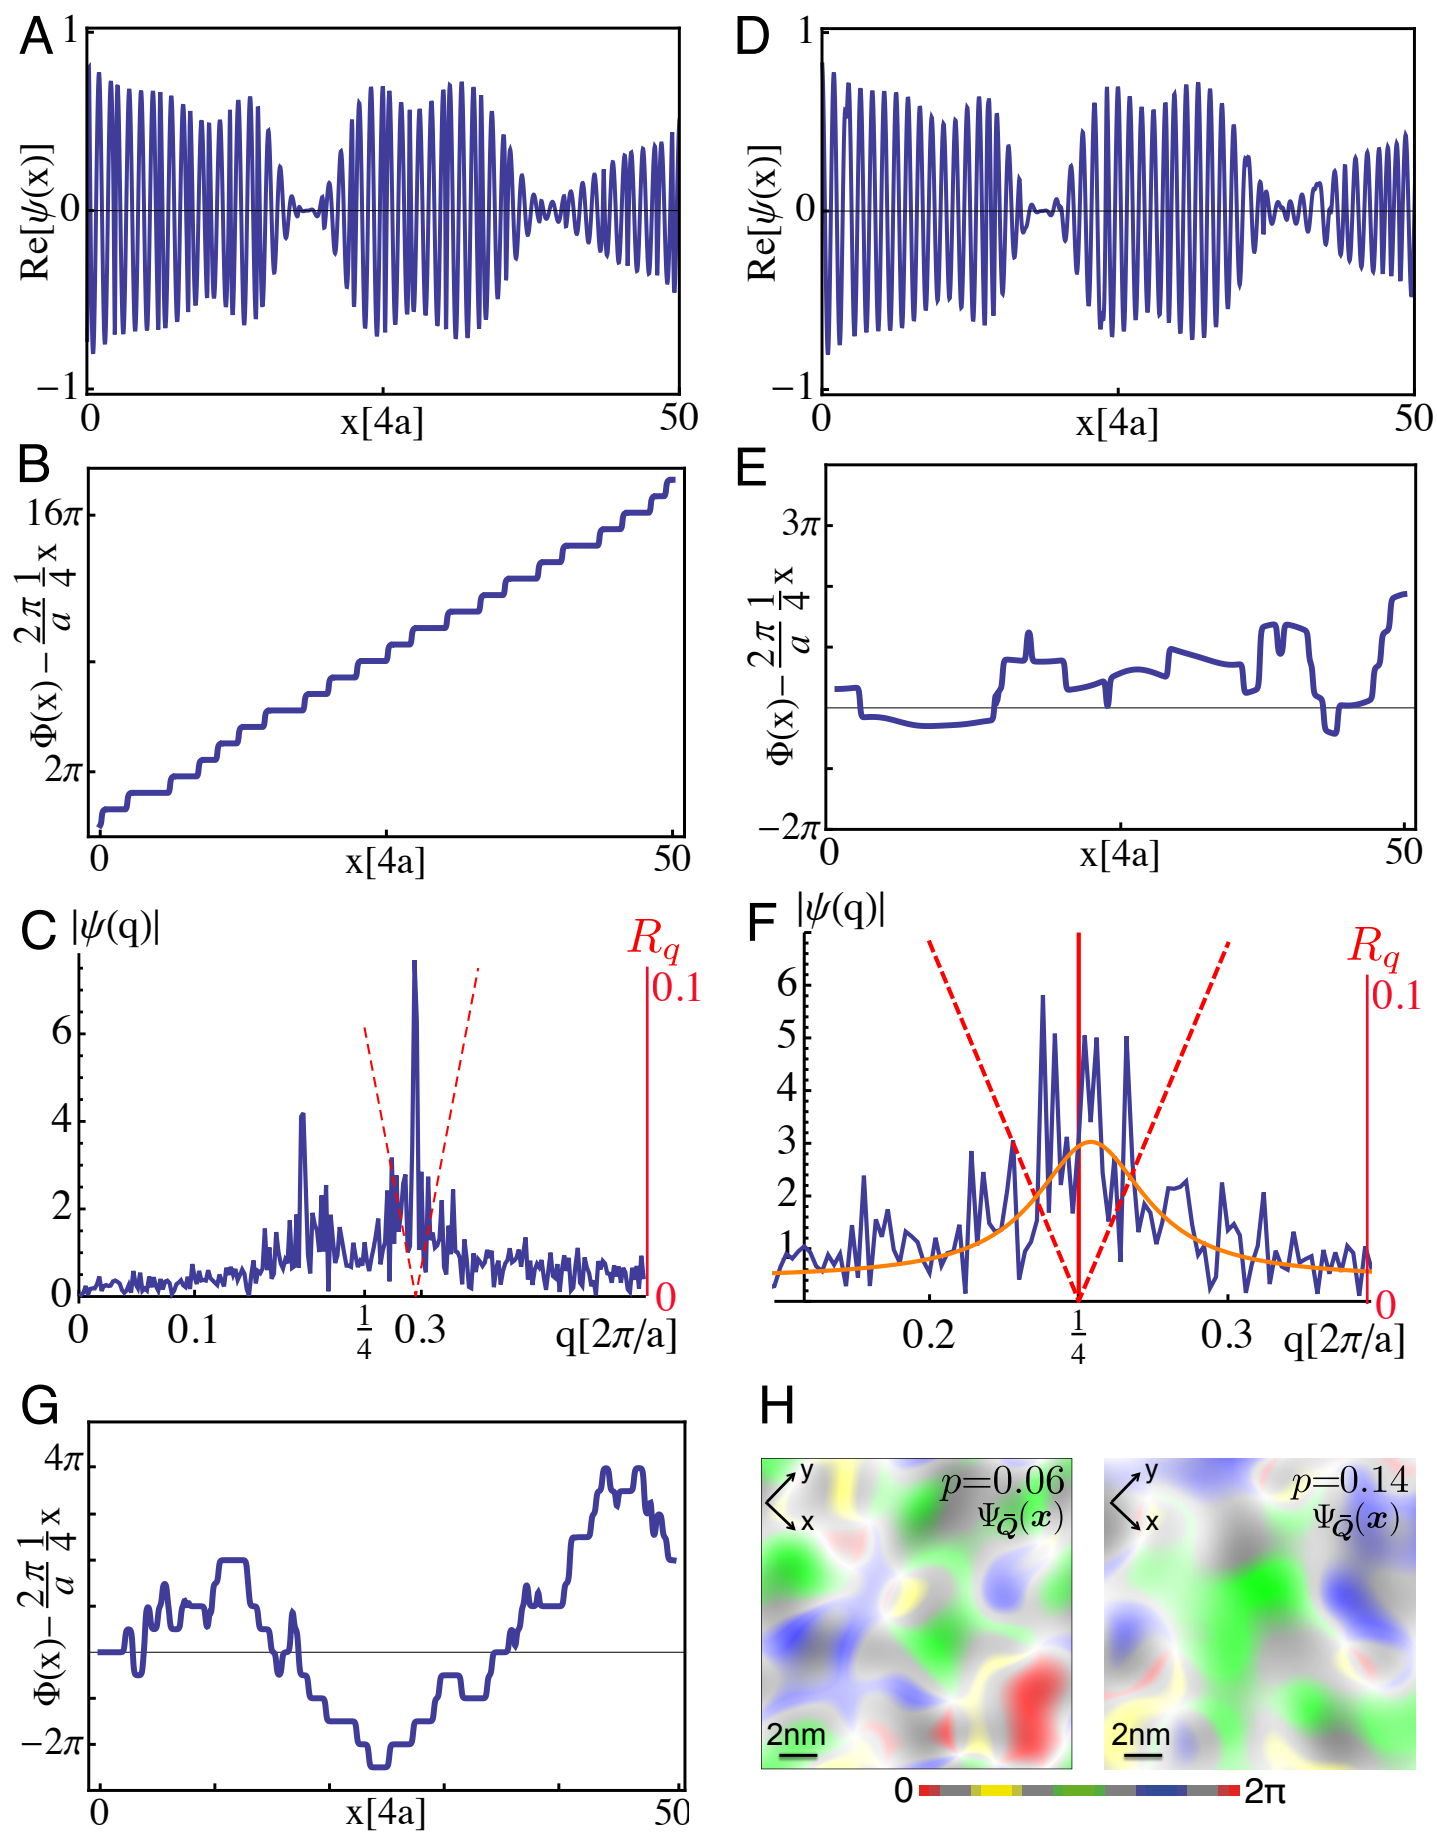 A
1
0
−1
Re[ψ(x)]
0
50
x[4a]
D
1
0
−1
Re[ψ(x)]
0
50
x[4a]
B
16π
2π
Φ(x)−2π/a 1/4 x
0
50
x[4a]
E
3π
−2π
Φ(x)−2π/a 1/4 x
0
50
x[4a]
C
|ψ(q)|
6
4
2
0
R_q
0.1
0
0
0.1
1/4
0.3
q[2π/a]
F
|ψ(q)|
6
5
4
3
2
1
R_q
0.1
0
0.2
1/4
0.3
q[2π/a]
G
4π
−2π
Φ(x)−2π/a 1/4 x
0
50
x[4a]
H
y
x
p=0.06
Ψ_Q̄(x)
2nm
y
x
p=0.14
Ψ_Q̄(x)
2nm
0
2π